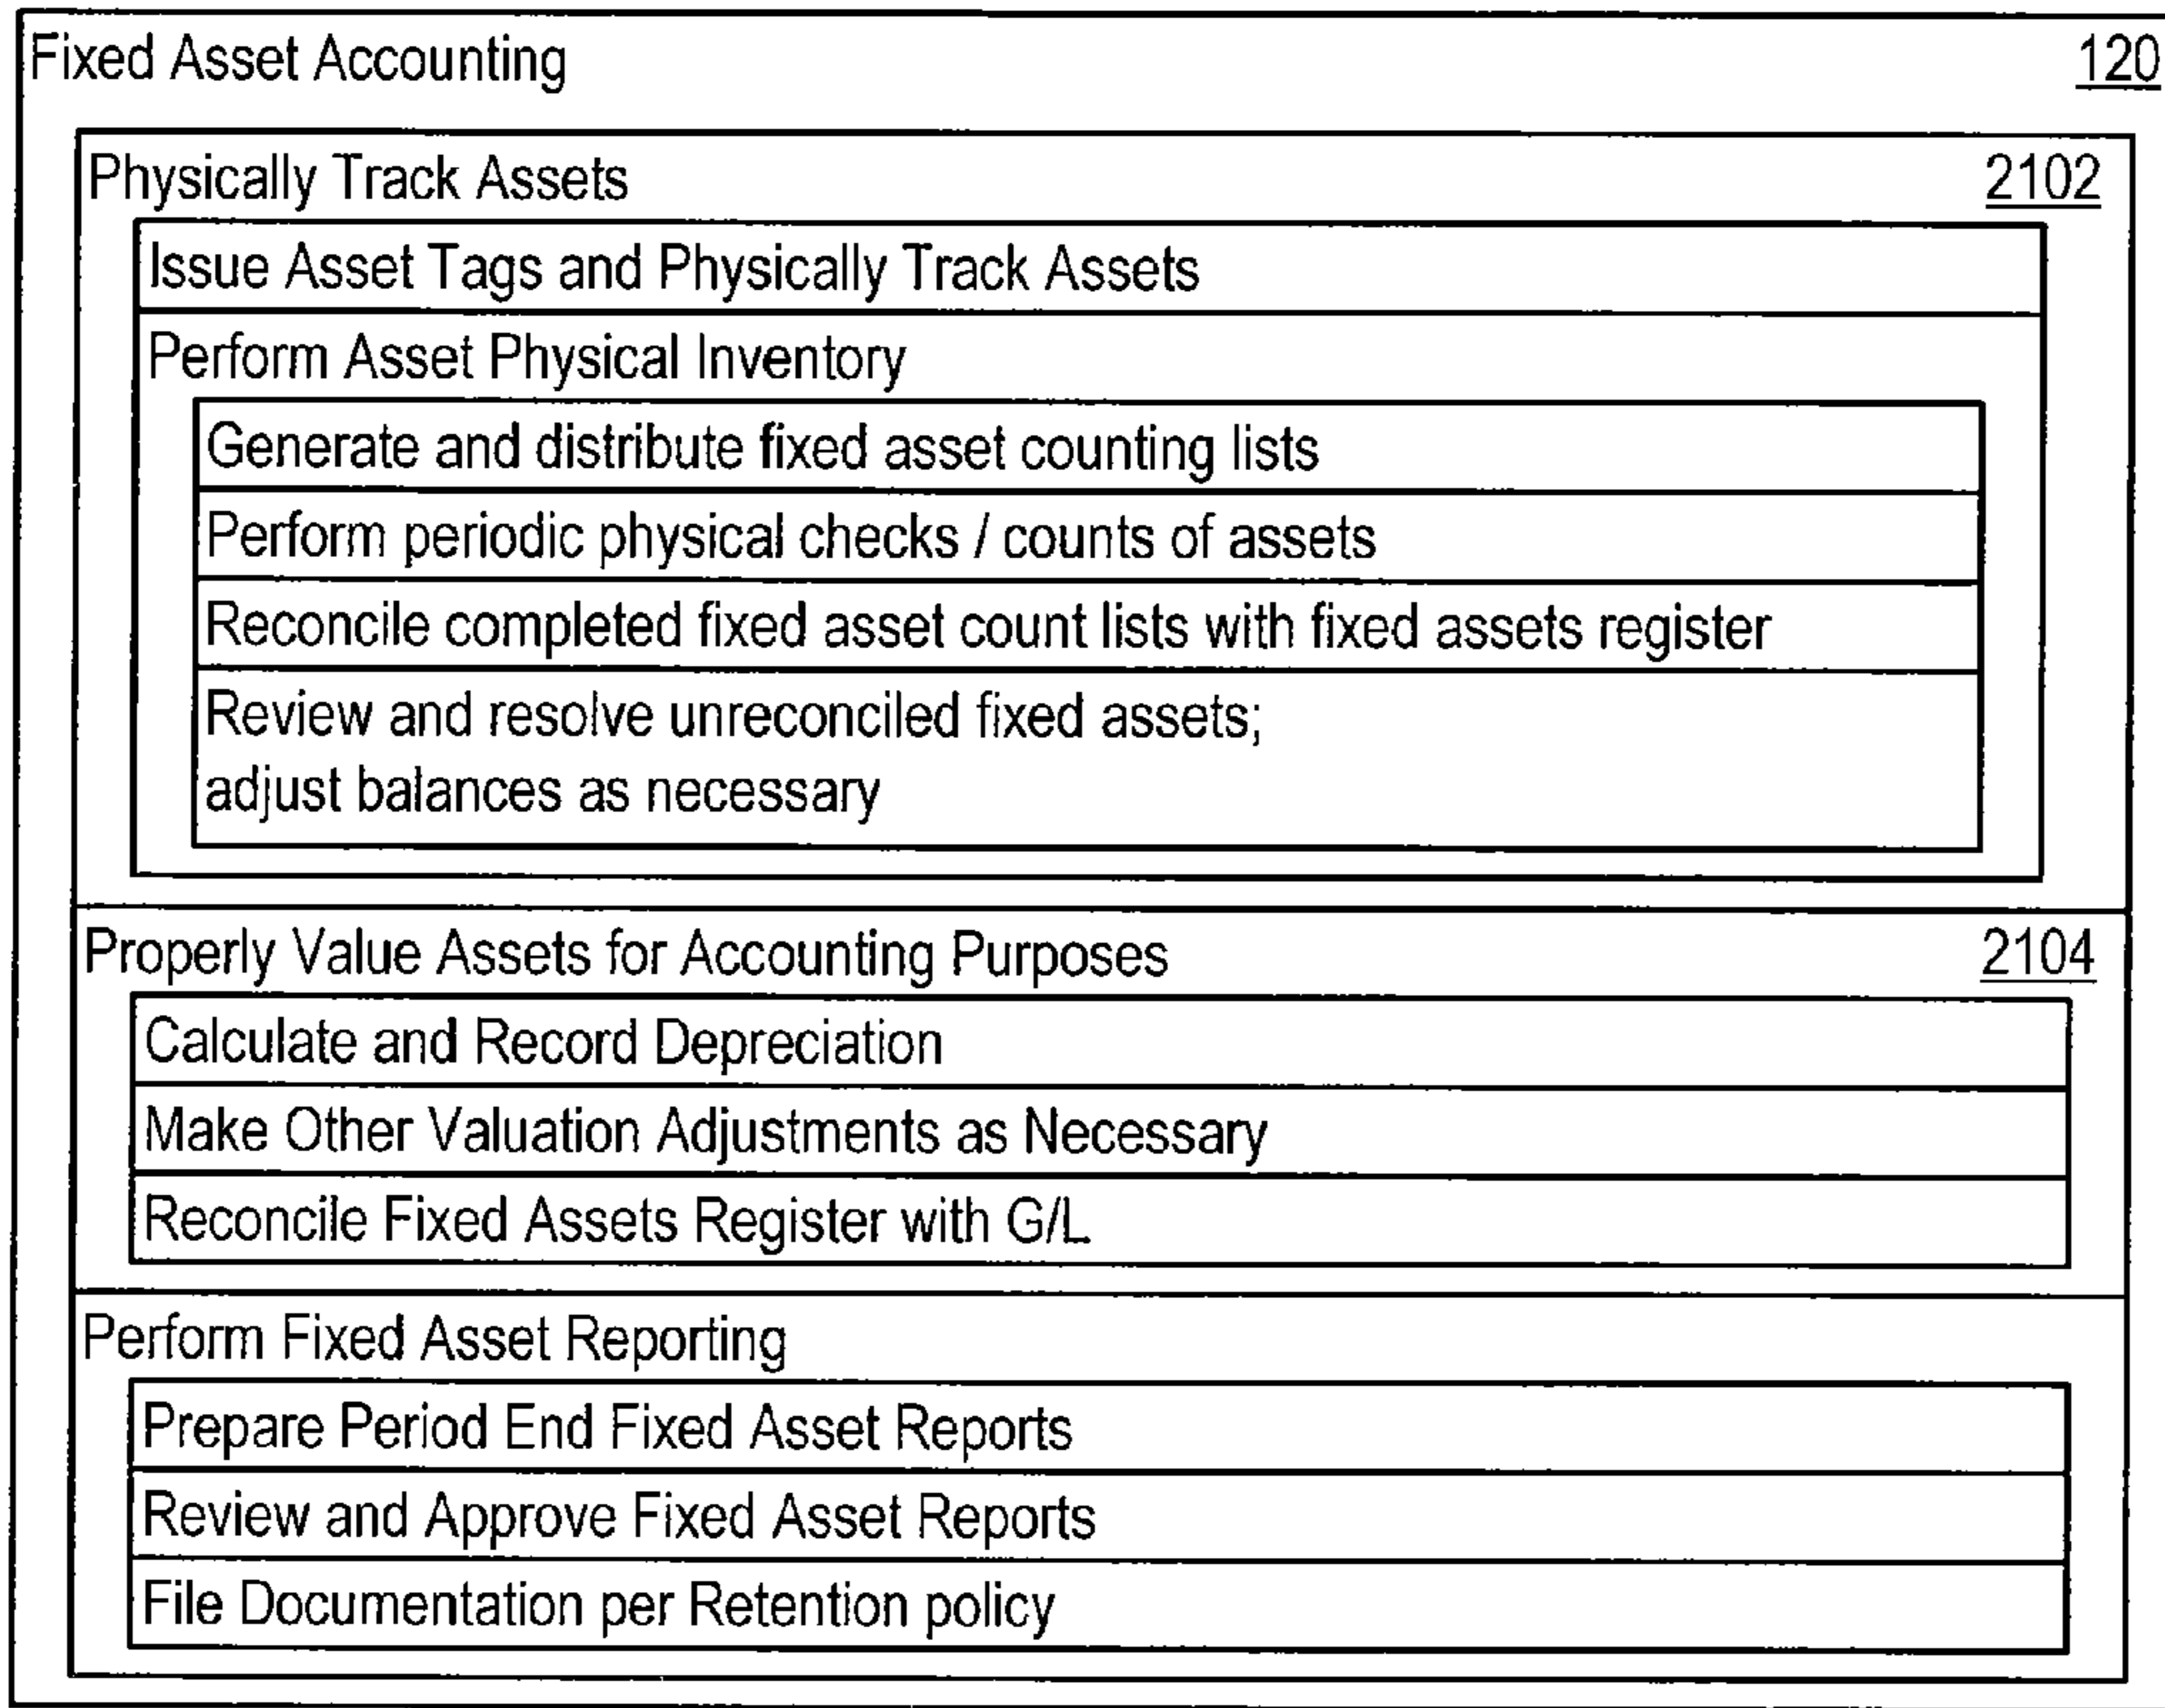 Fixed Asset Accounting 120
Physically Track Assets 2102
Issue Asset Tags and Physically Track Assets
Perform Asset Physical Inventory
Generate and distribute fixed asset counting lists
Perform periodic physical checks / counts of assets
Reconcile completed fixed asset count lists with fixed assets register
Review and resolve unreconciled fixed assets;
adjust balances as necessary
Properly Value Assets for Accounting Purposes 2104
Calculate and Record Depreciation
Make Other Valuation Adjustments as Necessary
Reconcile Fixed Assets Register with G/L
Perform Fixed Asset Reporting
Prepare Period End Fixed Asset Reports
Review and Approve Fixed Asset Reports
File Documentation per Retention policy